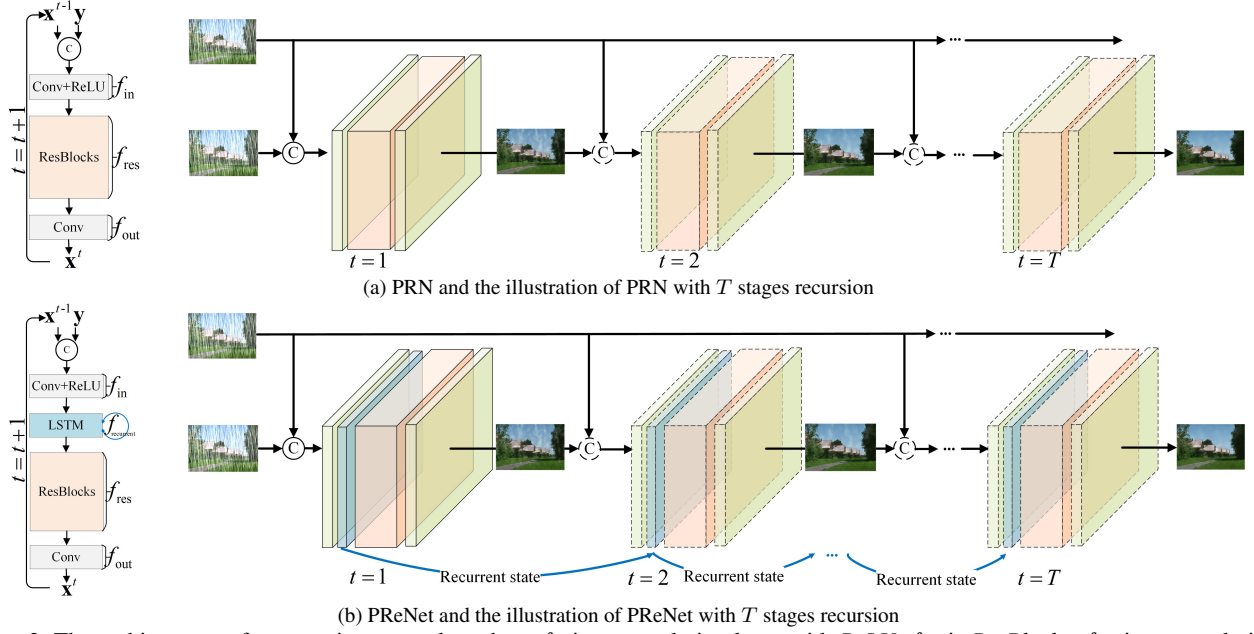 x^{t-1} y
C
Conv+ReLU f_in
ResBlocks f_res
Conv f_out
x^t
t = t + 1
...
C C C ...
t = 1 t = 2 t = T
(a) PRN and the illustration of PRN with T stages recursion
x^{t-1} y
C
Conv+ReLU f_in
LSTM f_recurrent
ResBlocks f_res
Conv f_out
x^t
t = t + 1
...
C C C ...
...
Recurrent state Recurrent state Recurrent state
t = 1 t = 2 t = T
(b) PReNet and the illustration of PReNet with T stages recursion